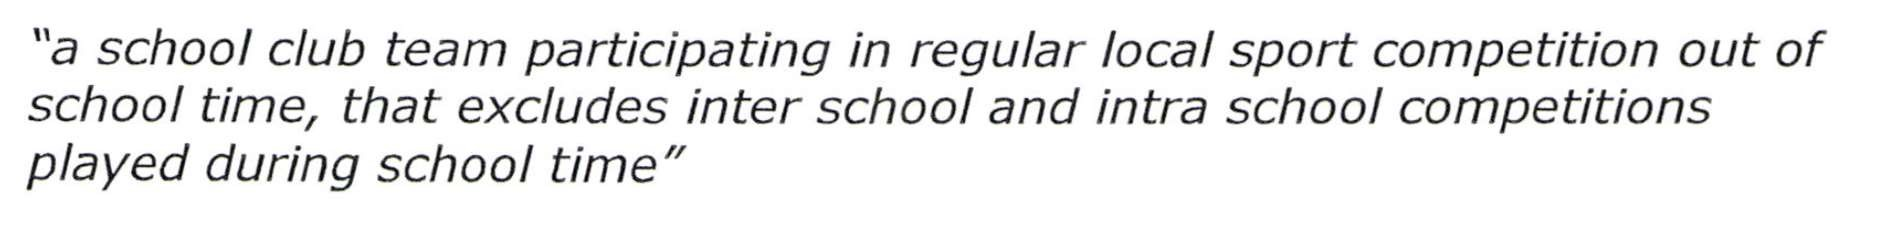 “a school club team participating in regular local sport competition out of
school time, that excludes inter school and intra school competitions
played during school time”